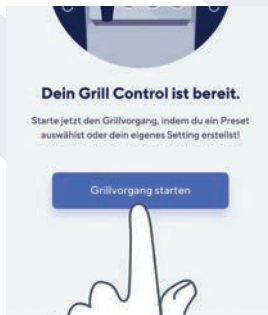 Dein Grill Control ist bereit.
Starte jetzt den Grillvorgang, indem du ein Preset
auswählst oder dein eigenes Setting erstellst!
Grillvorgang starten